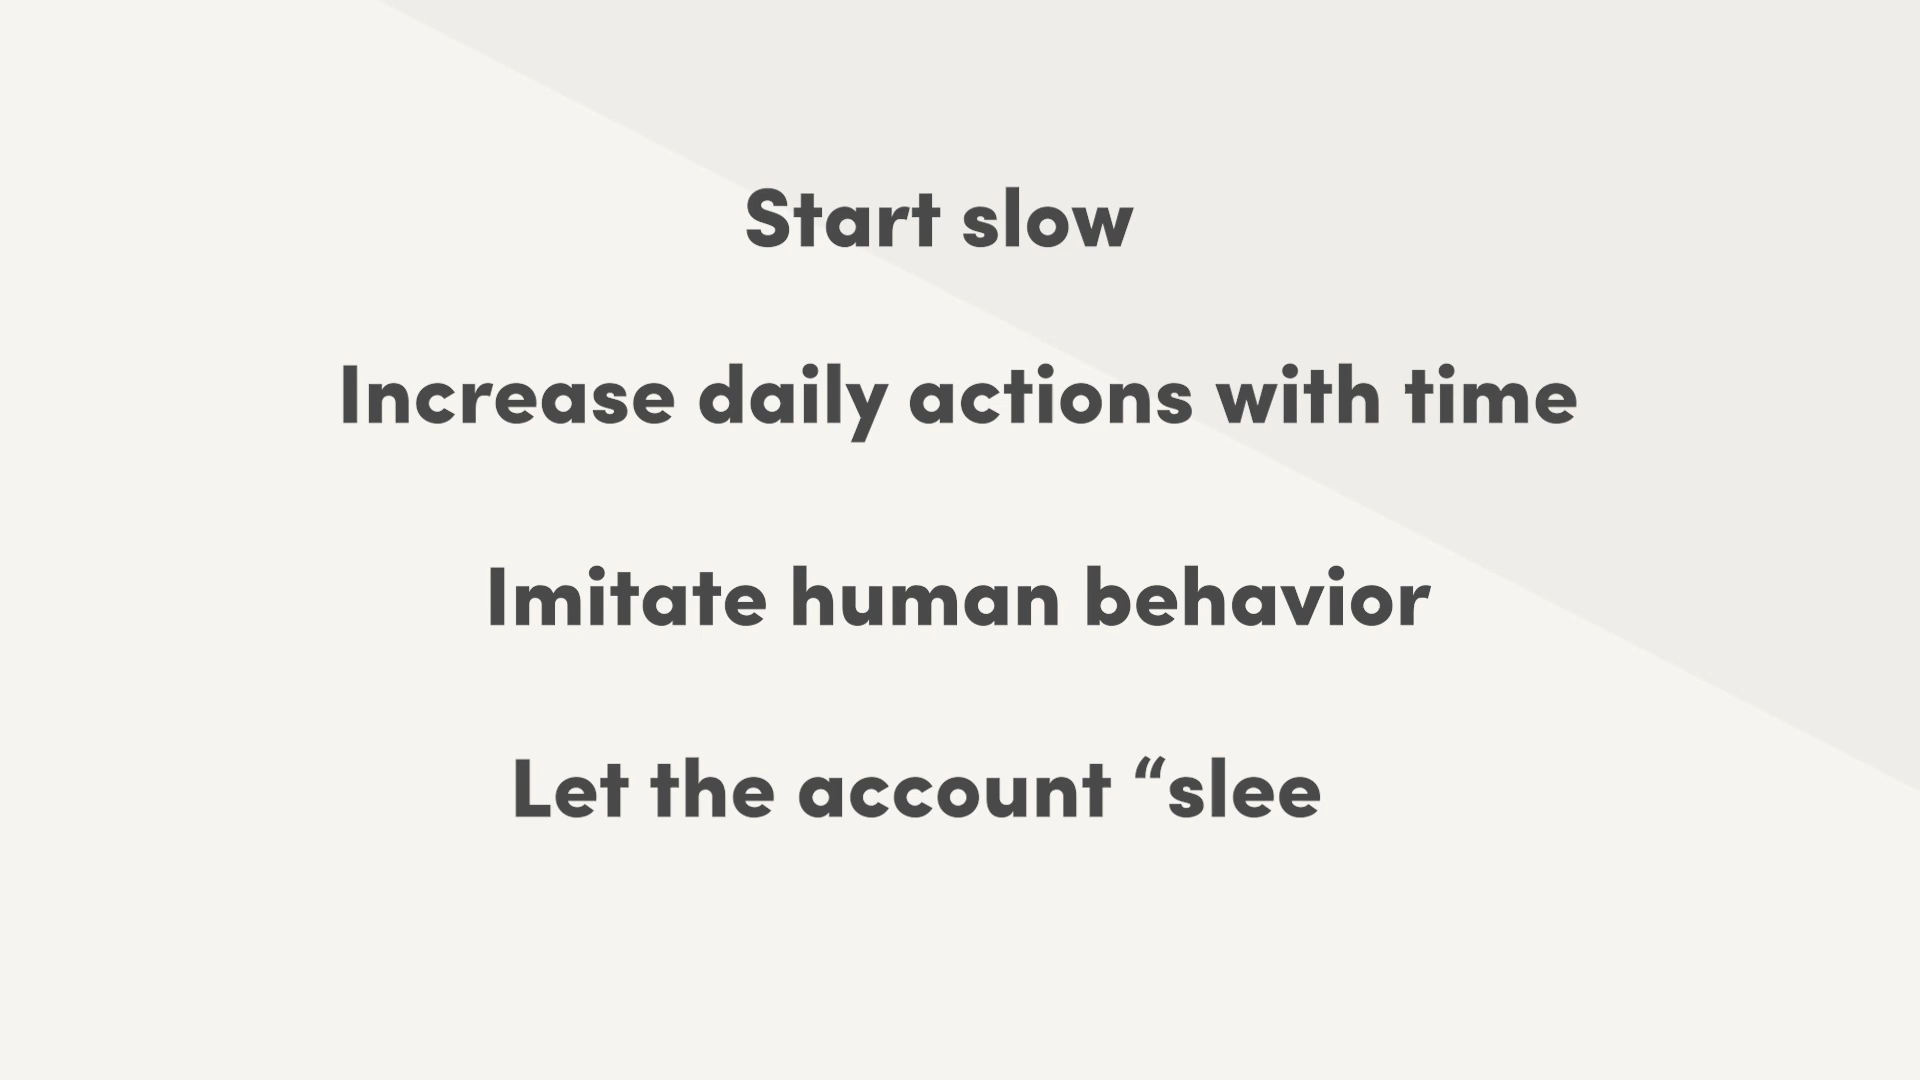 Start slow
Increase daily actions with time
Imitate human behavior
Let the account “slee